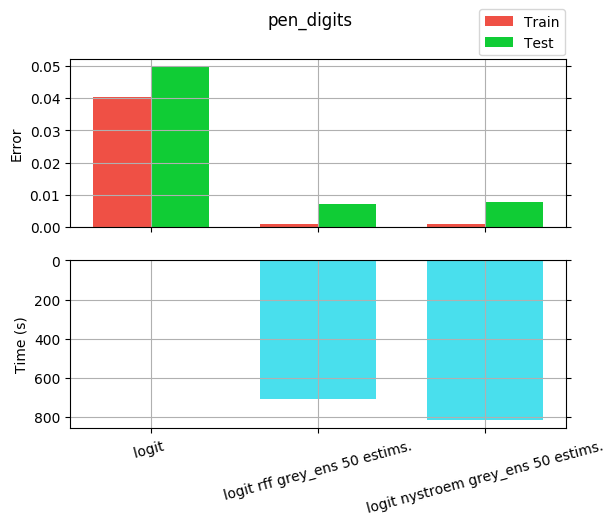 pen_digits
Train
Test
0.05
0.04
0.03
0.02
0.01
0.00
Error
0
200
400
600
800
Time (s)
logit
logit rff grey_ens 50 estims.
logit nystroem grey_ens 50 estims.